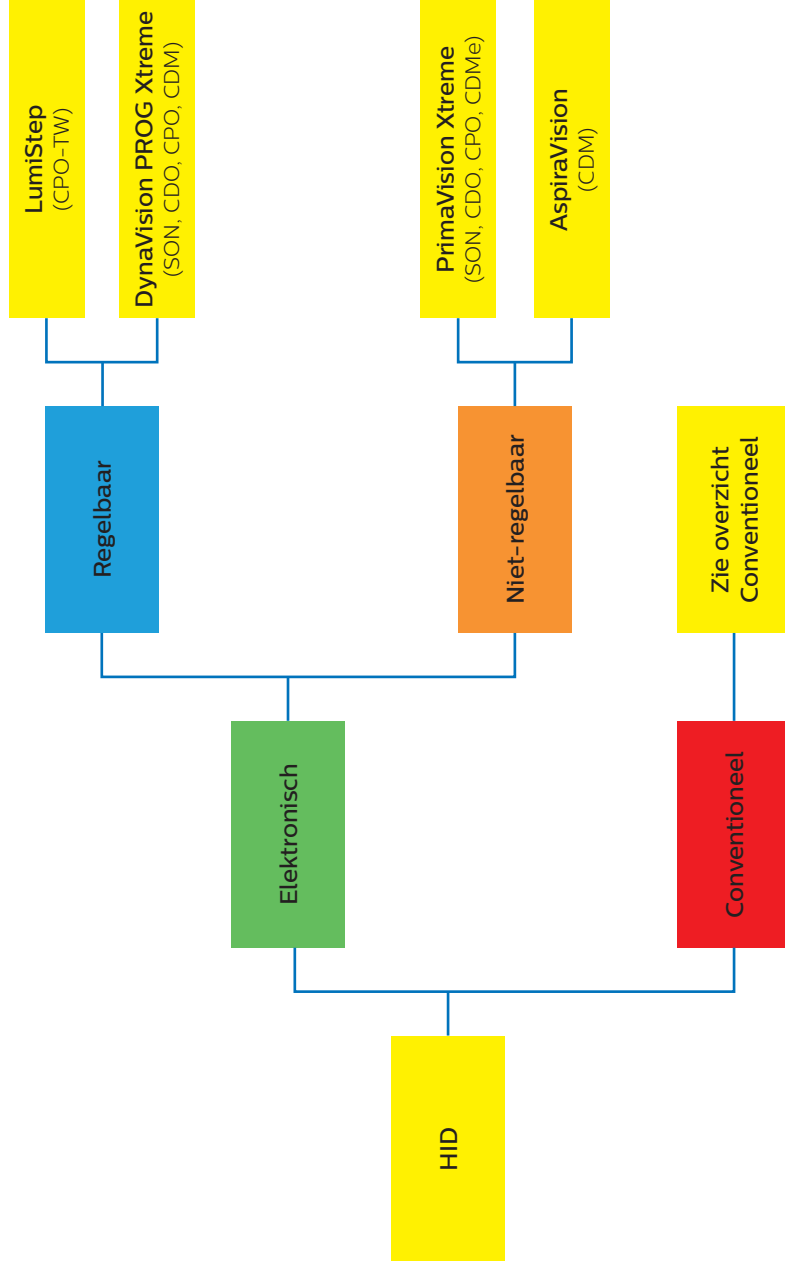 HID
Elektronisch
Regelbaar
LumiStep
(CPO-TW)
DynaVision PROG Xtreme
(SON, CDO, CPO, CDM)
Niet-regelbaar
PrimaVision Xtreme
(SON, CDO, CPO, CDMe)
AspiraVision
(CDM)
Conventioneel
Zie overzicht
Conventioneel